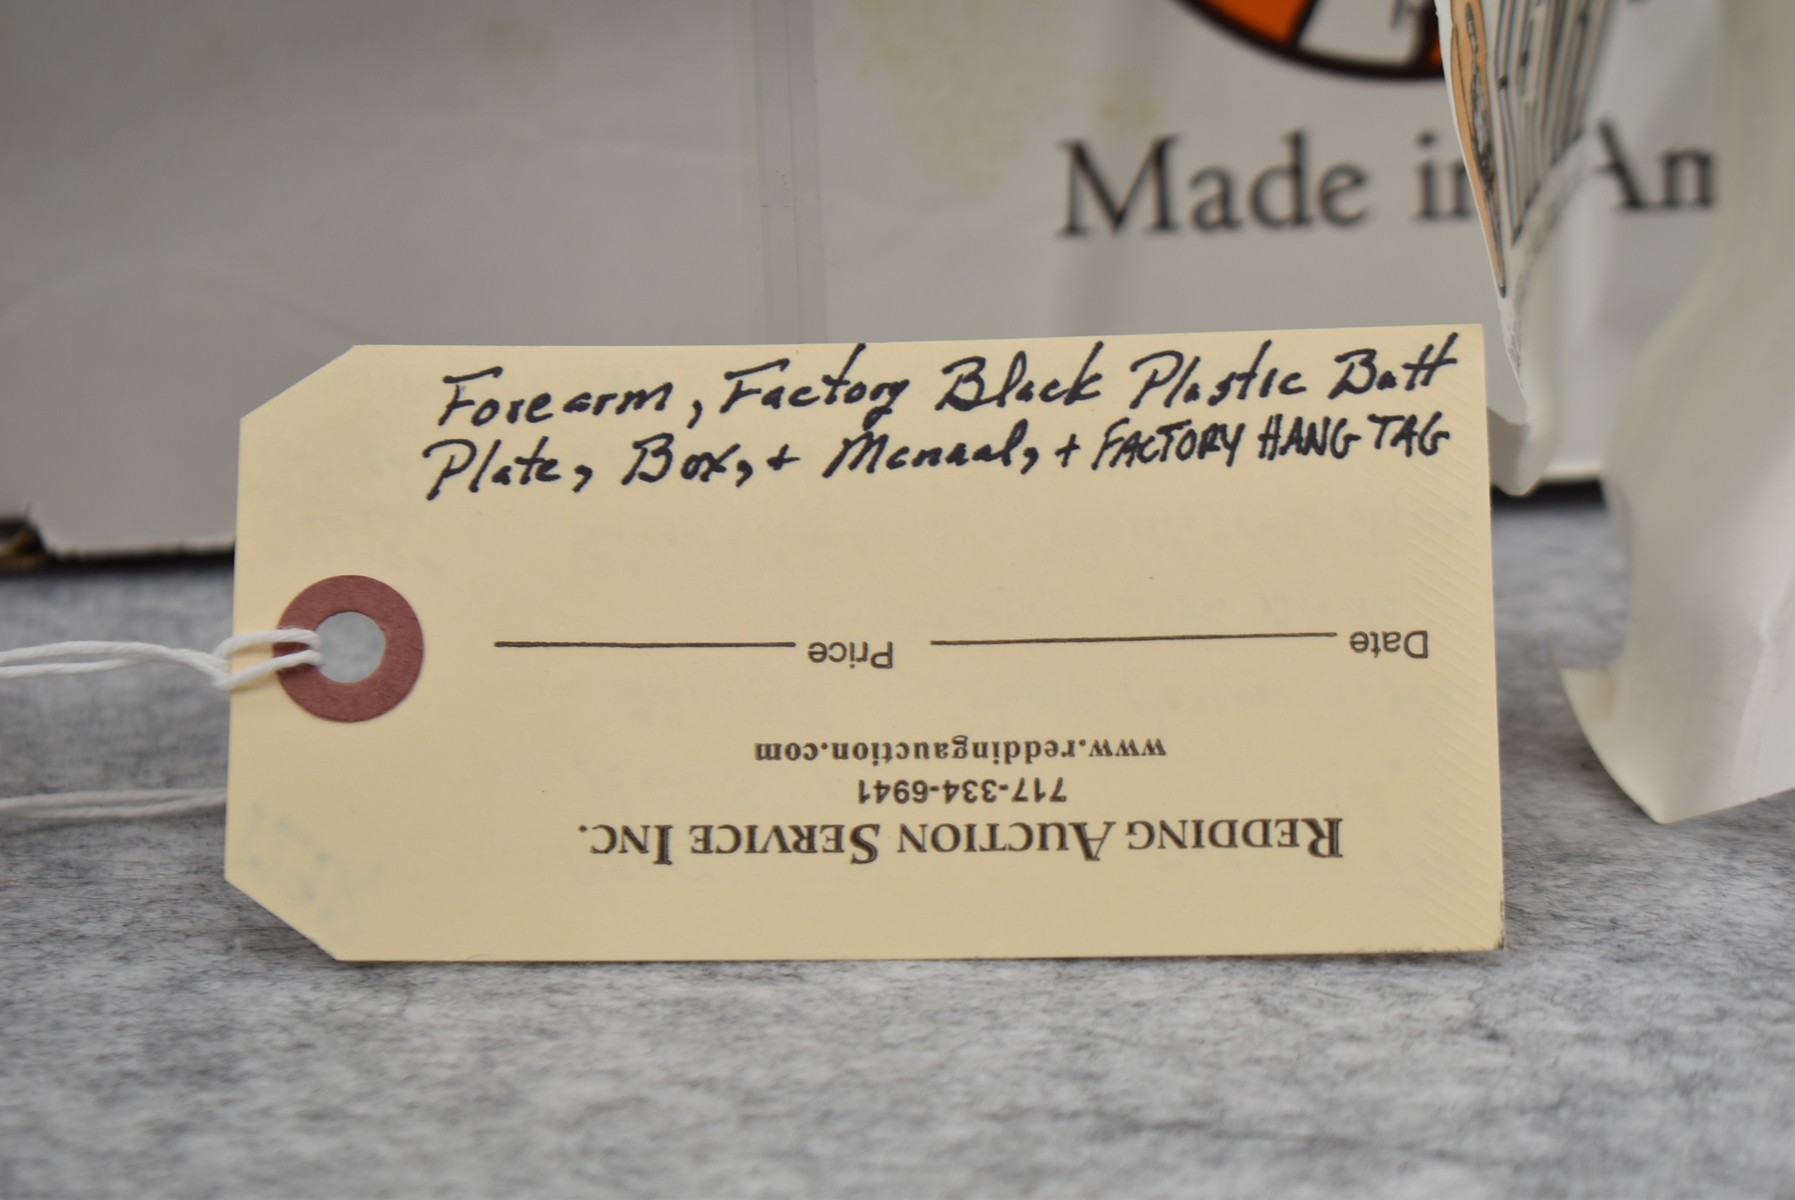 Made in Am
Forearm, Factory Black Plastic Butt
Plate, Box, + Manual, + FACTORY HANG TAG
REDDING AUCTION SERVICE INC.
717-334-6941
www.reddingauction.com
Date Price